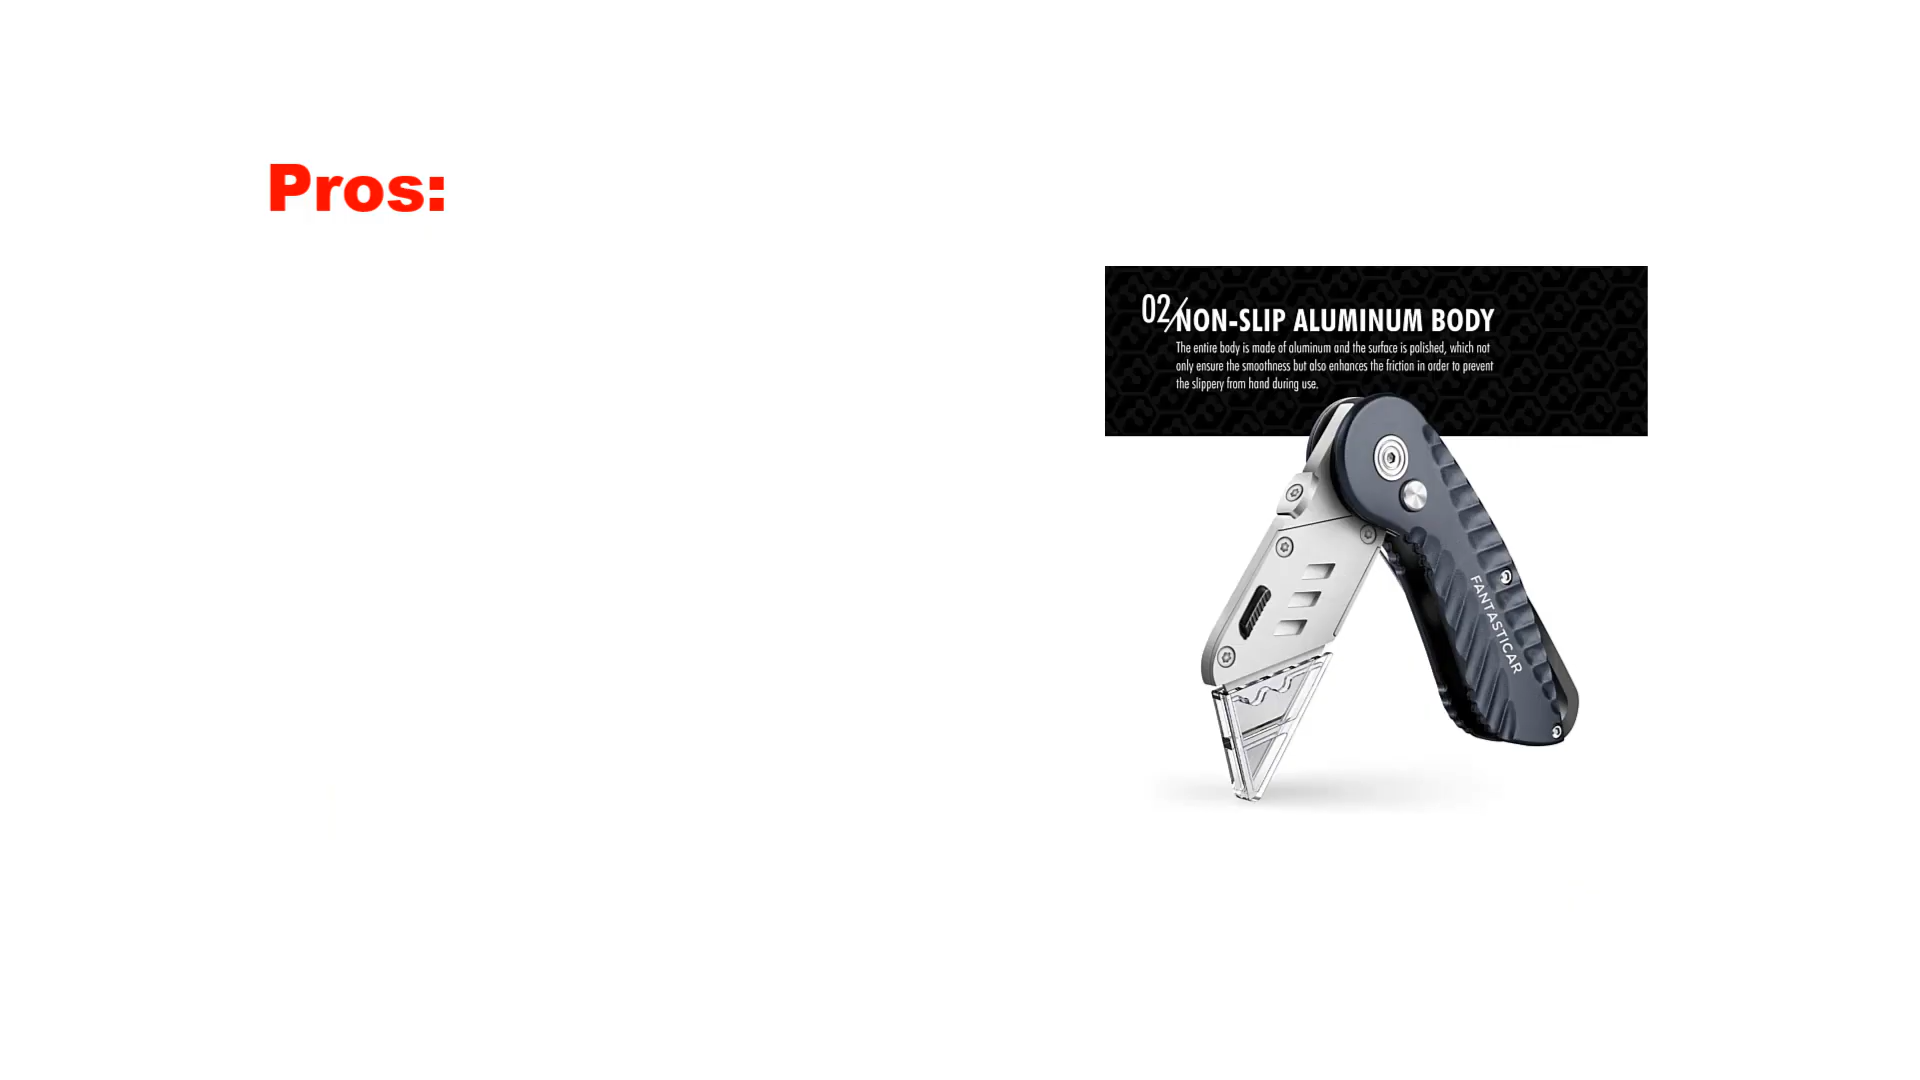 Pros:
02/NON-SLIP ALUMINUM BODY
The entire body is made of aluminum and the surface is polished, which not
only ensure the smoothness but also enhances the friction in order to prevent
the slippery from hand during use.
FANTASTICAR